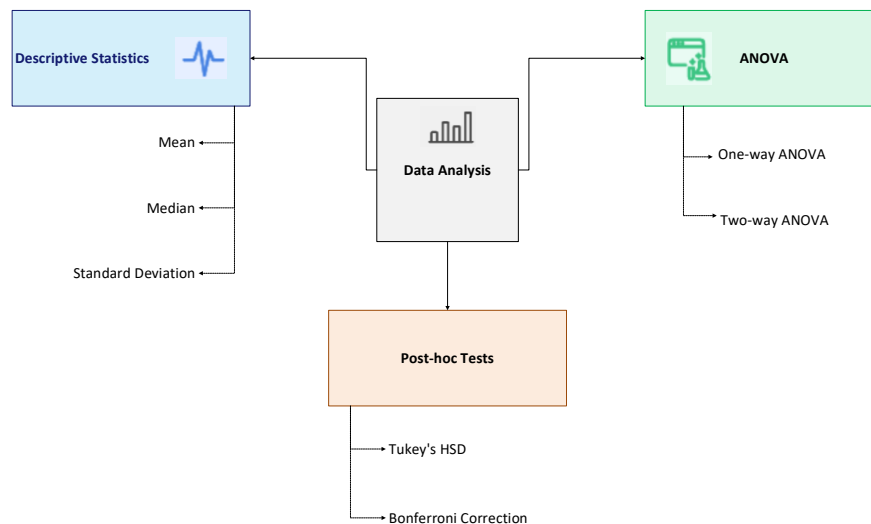 Descriptive Statistics
Mean
Median
Standard Deviation
Data Analysis
ANOVA
One-way ANOVA
Two-way ANOVA
Post-hoc Tests
Tukey's HSD
Bonferroni Correction